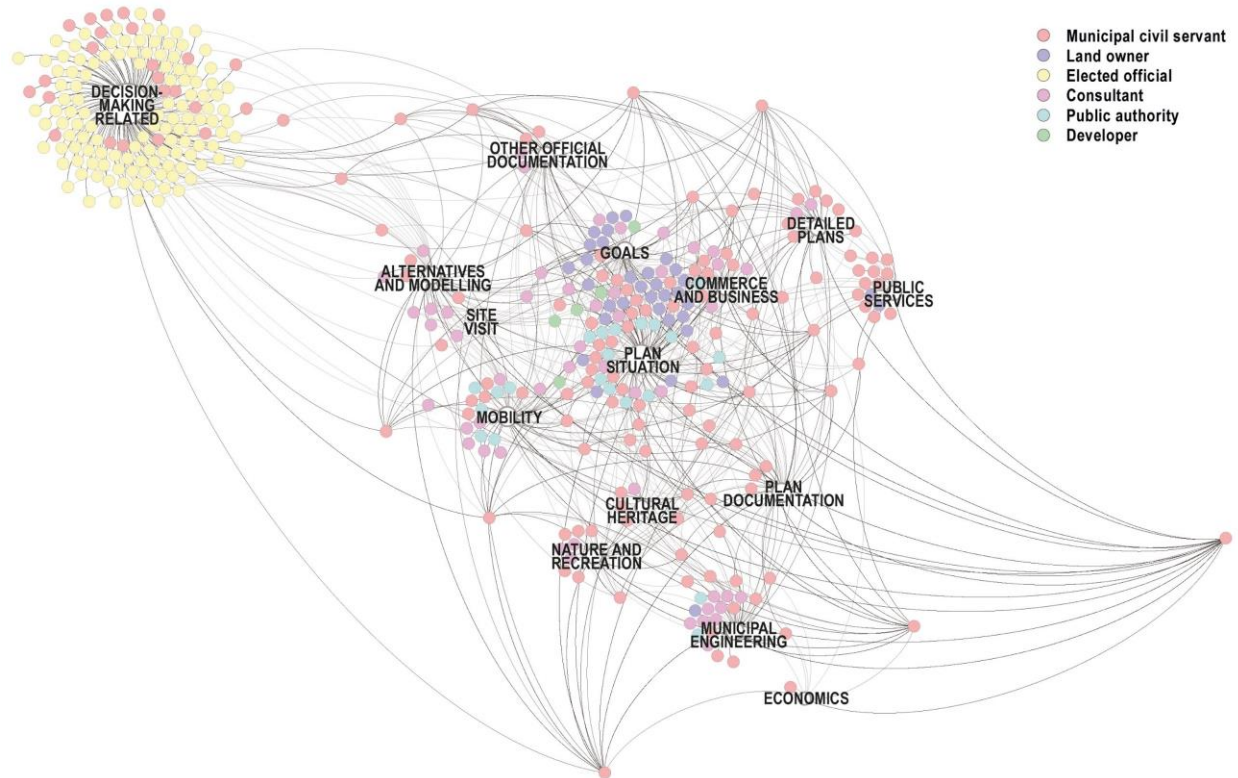 Municipal civil servant
Land owner
Elected official
Consultant
Public authority
Developer
DECISION-
MAKING
RELATED
OTHER OFFICIAL
DOCUMENTATION
DETAILED
PLANS
GOALS
ALTERNATIVES
AND MODELLING
COMMERCE
AND BUSINESS
PUBLIC
SERVICES
SITE
VISIT
PLAN
SITUATION
MOBILITY
PLAN
DOCUMENTATION
CULTURAL
HERITAGE
NATURE AND
RECREATION
MUNICIPAL
ENGINEERING
ECONOMICS